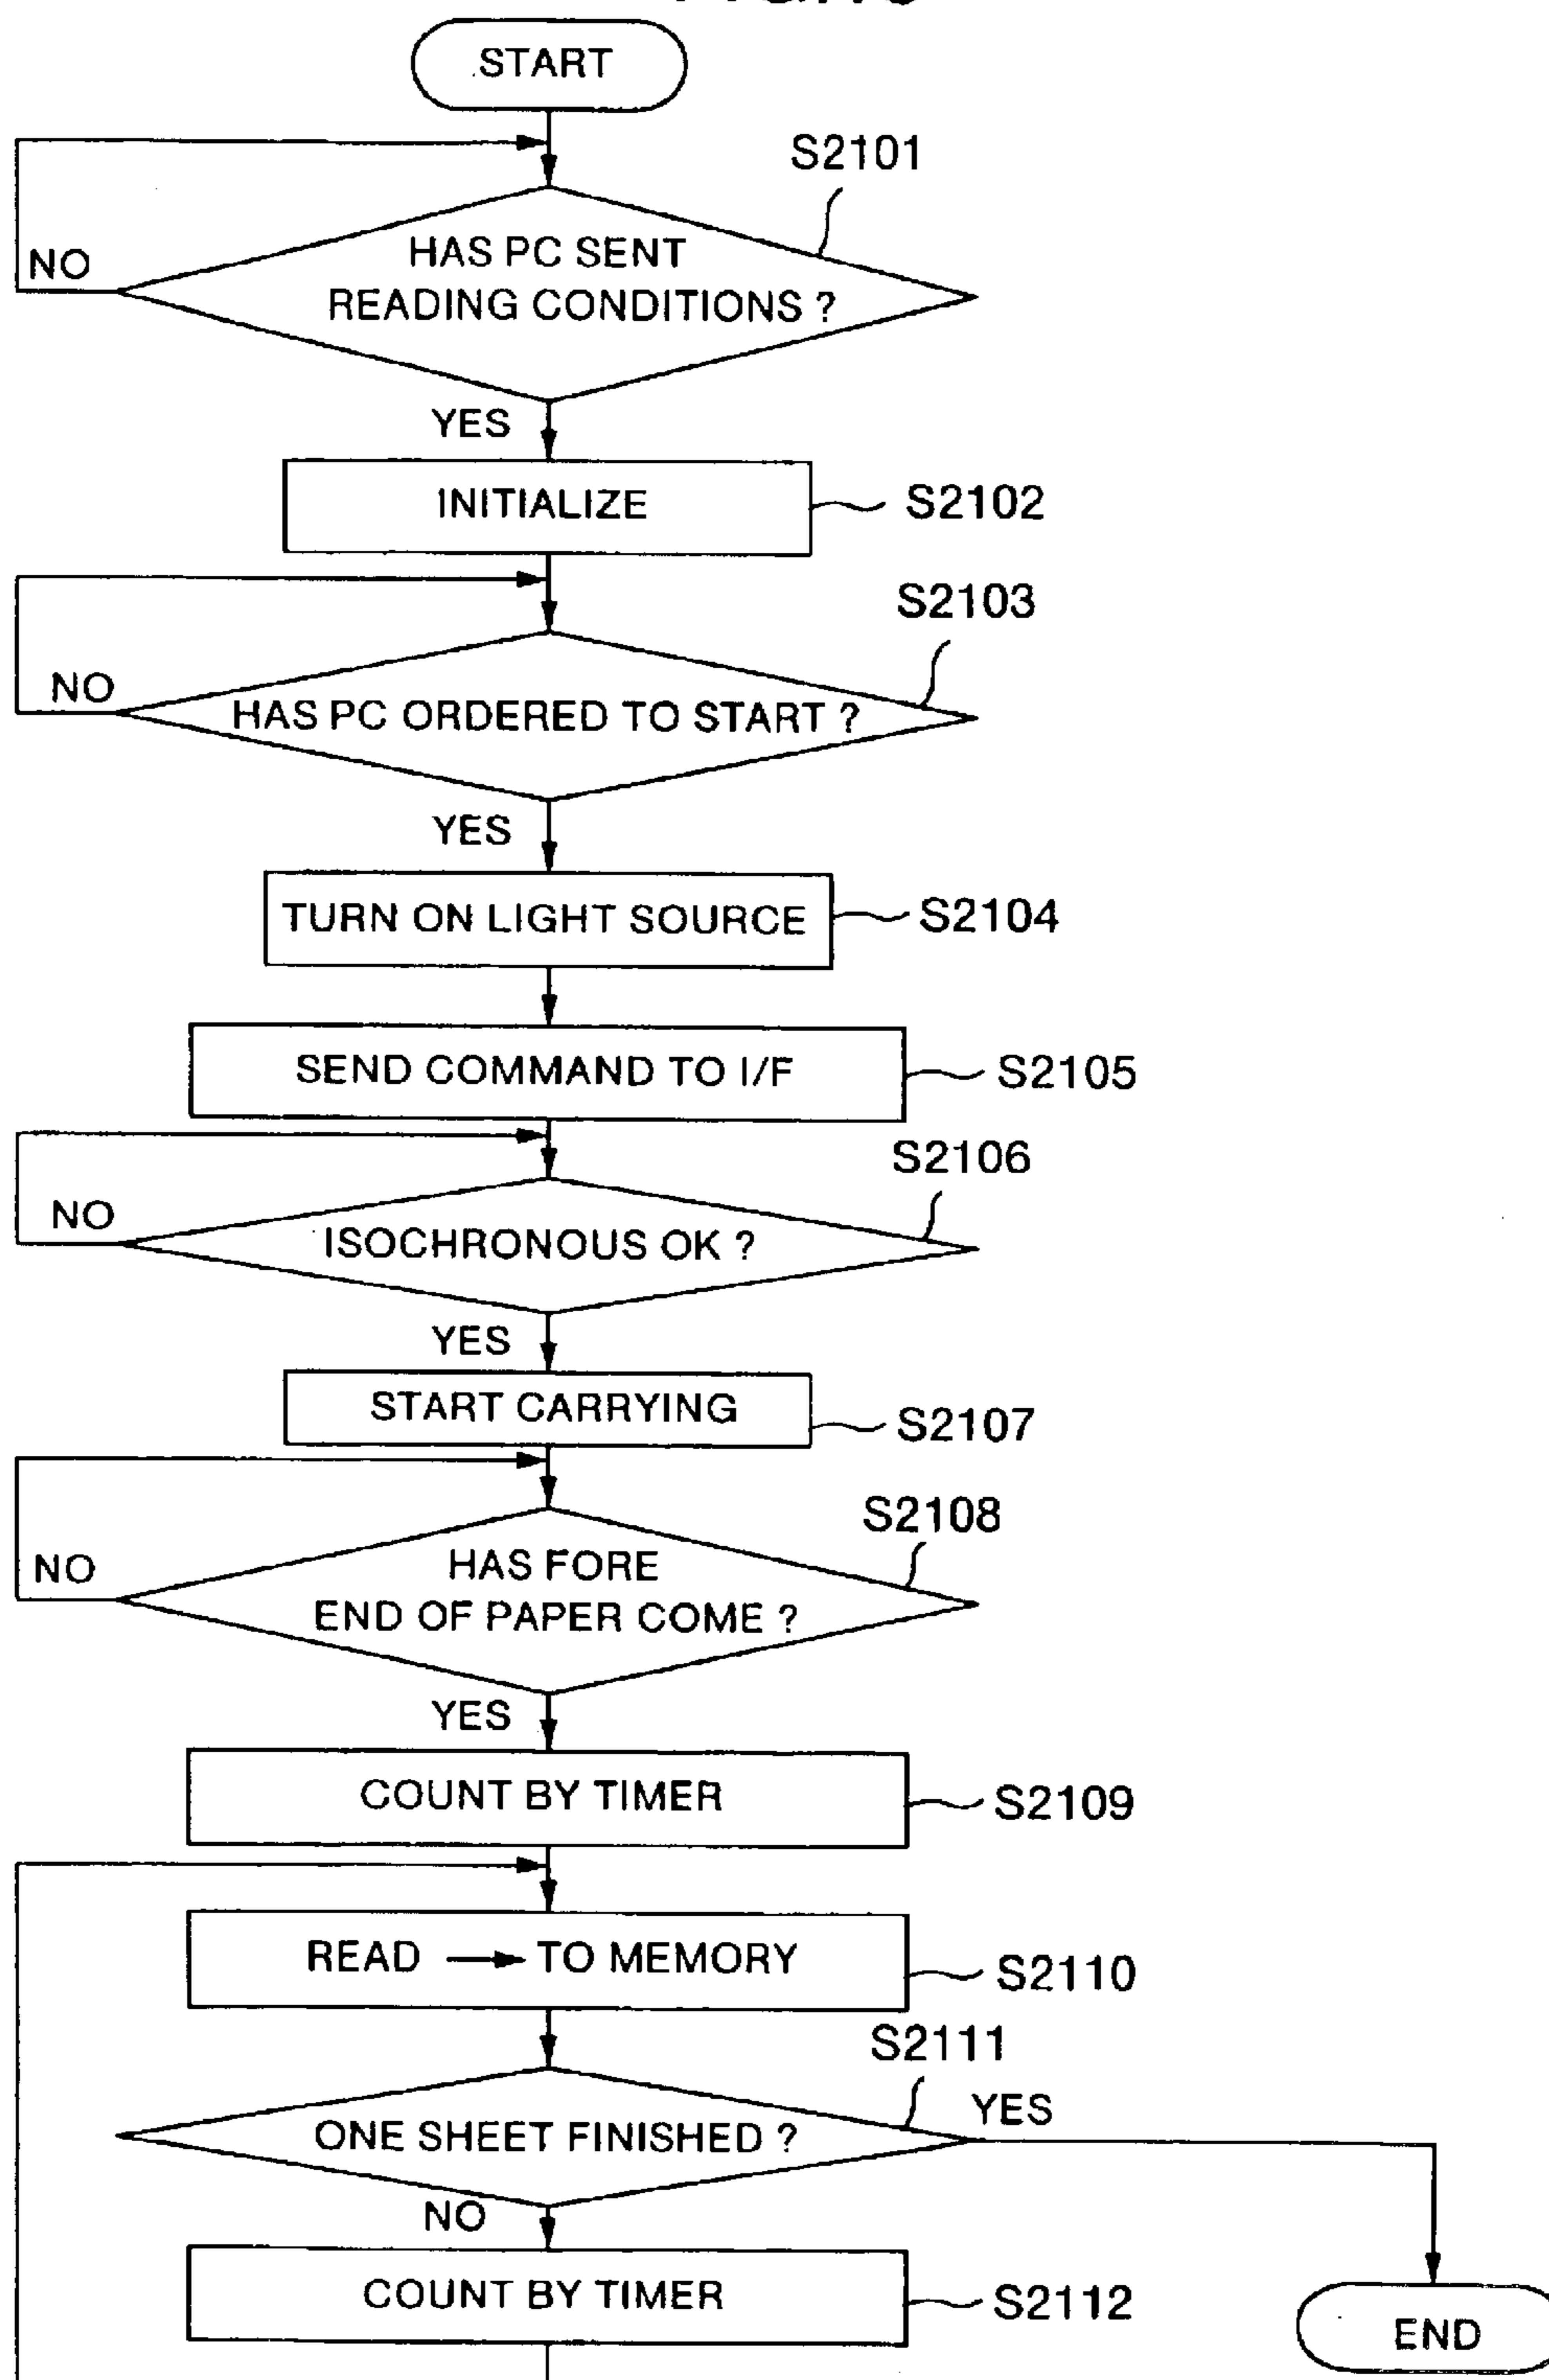 START
S2101
HAS PC SENT
NO
READING CONDITIONS ?
YES
INITIALIZE
S2102
S2103
NO
HAS PC ORDERED TO START ?
YES
TURN ON LIGHT SOURCE
S2104
SEND COMMAND TO I/F
S2105
S2106
NO
ISOCHRONOUS OK ?
YES
START CARRYING
S2107
S2108
HAS FORE
NO
END OF PAPER COME ?
YES
COUNT BY TIMER
S2109
READ → TO MEMORY
S2110
S2111
YES
ONE SHEET FINISHED ?
NO
COUNT BY TIMER
S2112
END